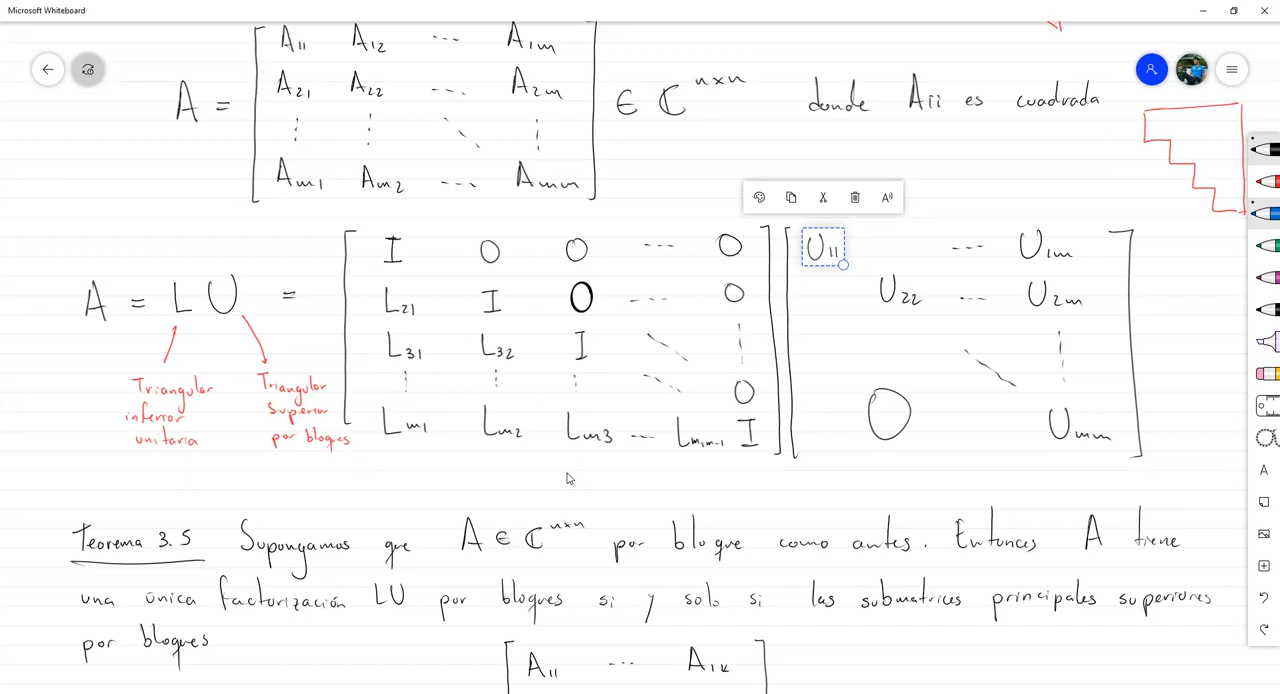 Microsoft Whiteboard
A11 A12 ... A1m
A21 A22 ... A2m
A = ∈ ℂ^n×n donde Aii es cuadrada
Am1 Am2 ... Amm
I 0 0 ... 0 U11 ... U1m
A = LU = L21 I 0 ... 0 U22 ... U2m
L31 L32 I
0 0
Lm1 Lm2 Lm3 ... Lm,m-1 I Umm
Triangular
inferior
unitaria
Triangular
superior
por bloques
Teorema 3.5 Supongamos que A ∈ ℂ^n×n por bloque como antes. Entonces A tiene
una única factorización LU por bloques si y solo si las submatrices principales superiores
por bloques
A11 ... A1k